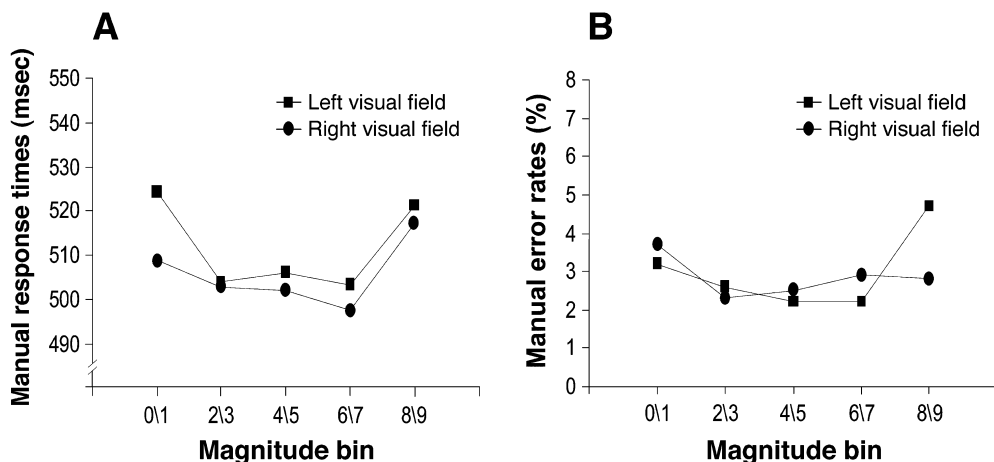 A
Manual response times (msec)
550
540
530
520
510
500
490
Left visual field
Right visual field
0\1
2\3
4\5
6\7
8\9
Magnitude bin
B
Manual error rates (%)
8
7
6
5
4
3
2
1
0
Left visual field
Right visual field
0\1
2\3
4\5
6\7
8\9
Magnitude bin